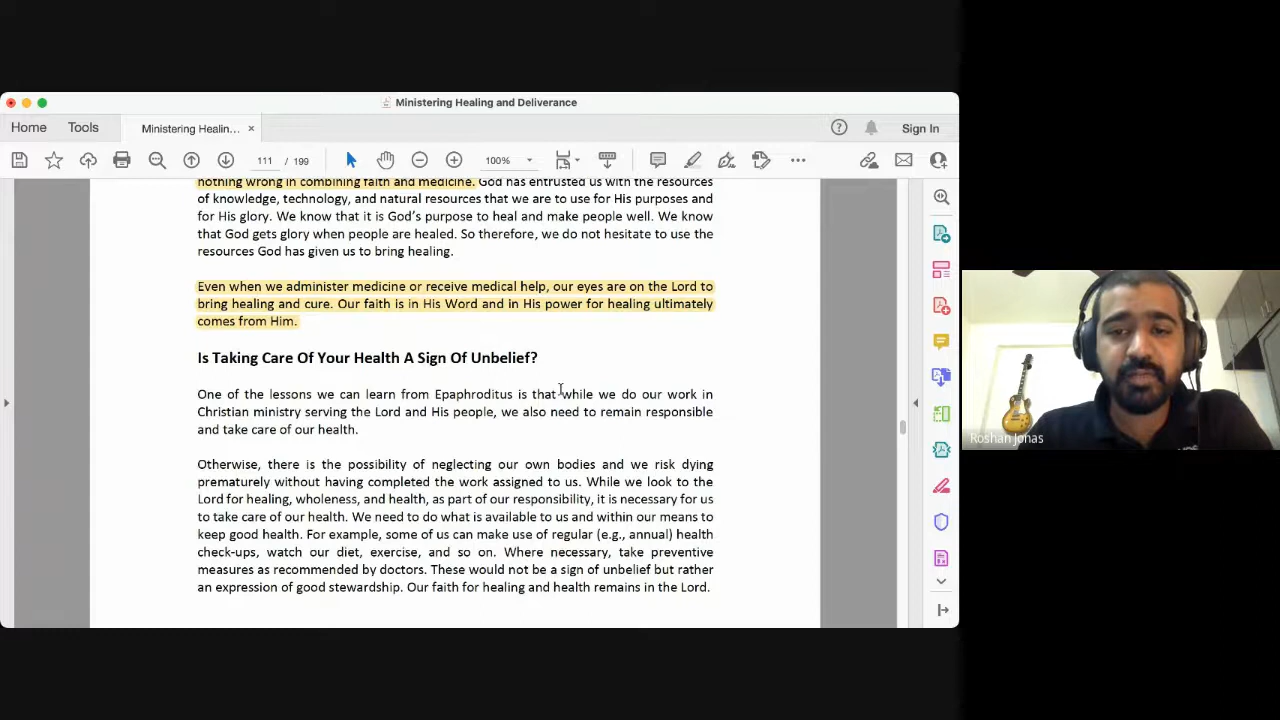 Ministering Healing and Deliverance
Home
Tools
Ministering Healin...
×
Sign In
111 / 199
100%
nothing wrong in combining faith and medicine. God has entrusted us with the resources
of knowledge, technology, and natural resources that we are to use for His purposes and
for His glory. We know that it is God's purpose to heal and make people well. We know
that God gets glory when people are healed. So therefore, we do not hesitate to use the
resources God has given us to bring healing.
Even when we administer medicine or receive medical help, our eyes are on the Lord to
bring healing and cure. Our faith is in His Word and in His power for healing ultimately
comes from Him.
Is Taking Care Of Your Health A Sign Of Unbelief?
One of the lessons we can learn from Epaphroditus is that while we do our work in
Christian ministry serving the Lord and His people, we also need to remain responsible
and take care of our health.
Otherwise, there is the possibility of neglecting our own bodies and we risk dying
prematurely without having completed the work assigned to us. While we look to the
Lord for healing, wholeness, and health, as part of our responsibility, it is necessary for us
to take care of our health. We need to do what is available to us and within our means to
keep good health. For example, some of us can make use of regular (e.g., annual) health
check-ups, watch our diet, exercise, and so on. Where necessary, take preventive
measures as recommended by doctors. These would not be a sign of unbelief but rather
an expression of good stewardship. Our faith for healing and health remains in the Lord.
Roshan Jonas